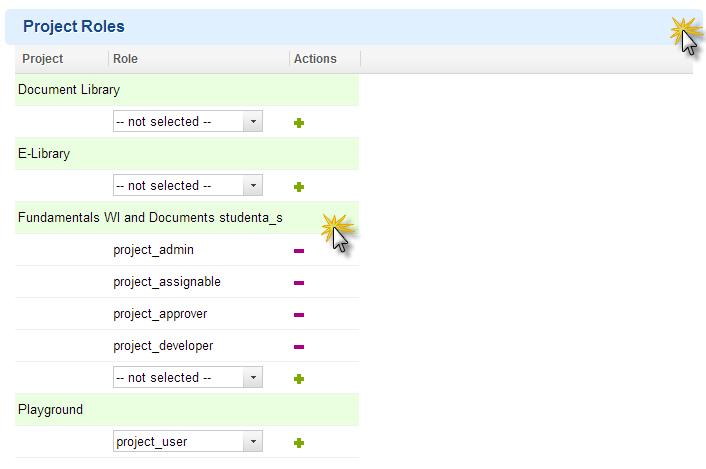 Project Roles
Project Role Actions
Document Library
-- not selected --
E-Library
-- not selected --
Fundamentals WI and Documents studenta_s
project_admin
project_assignable
project_approver
project_developer
-- not selected --
Playground
project_user